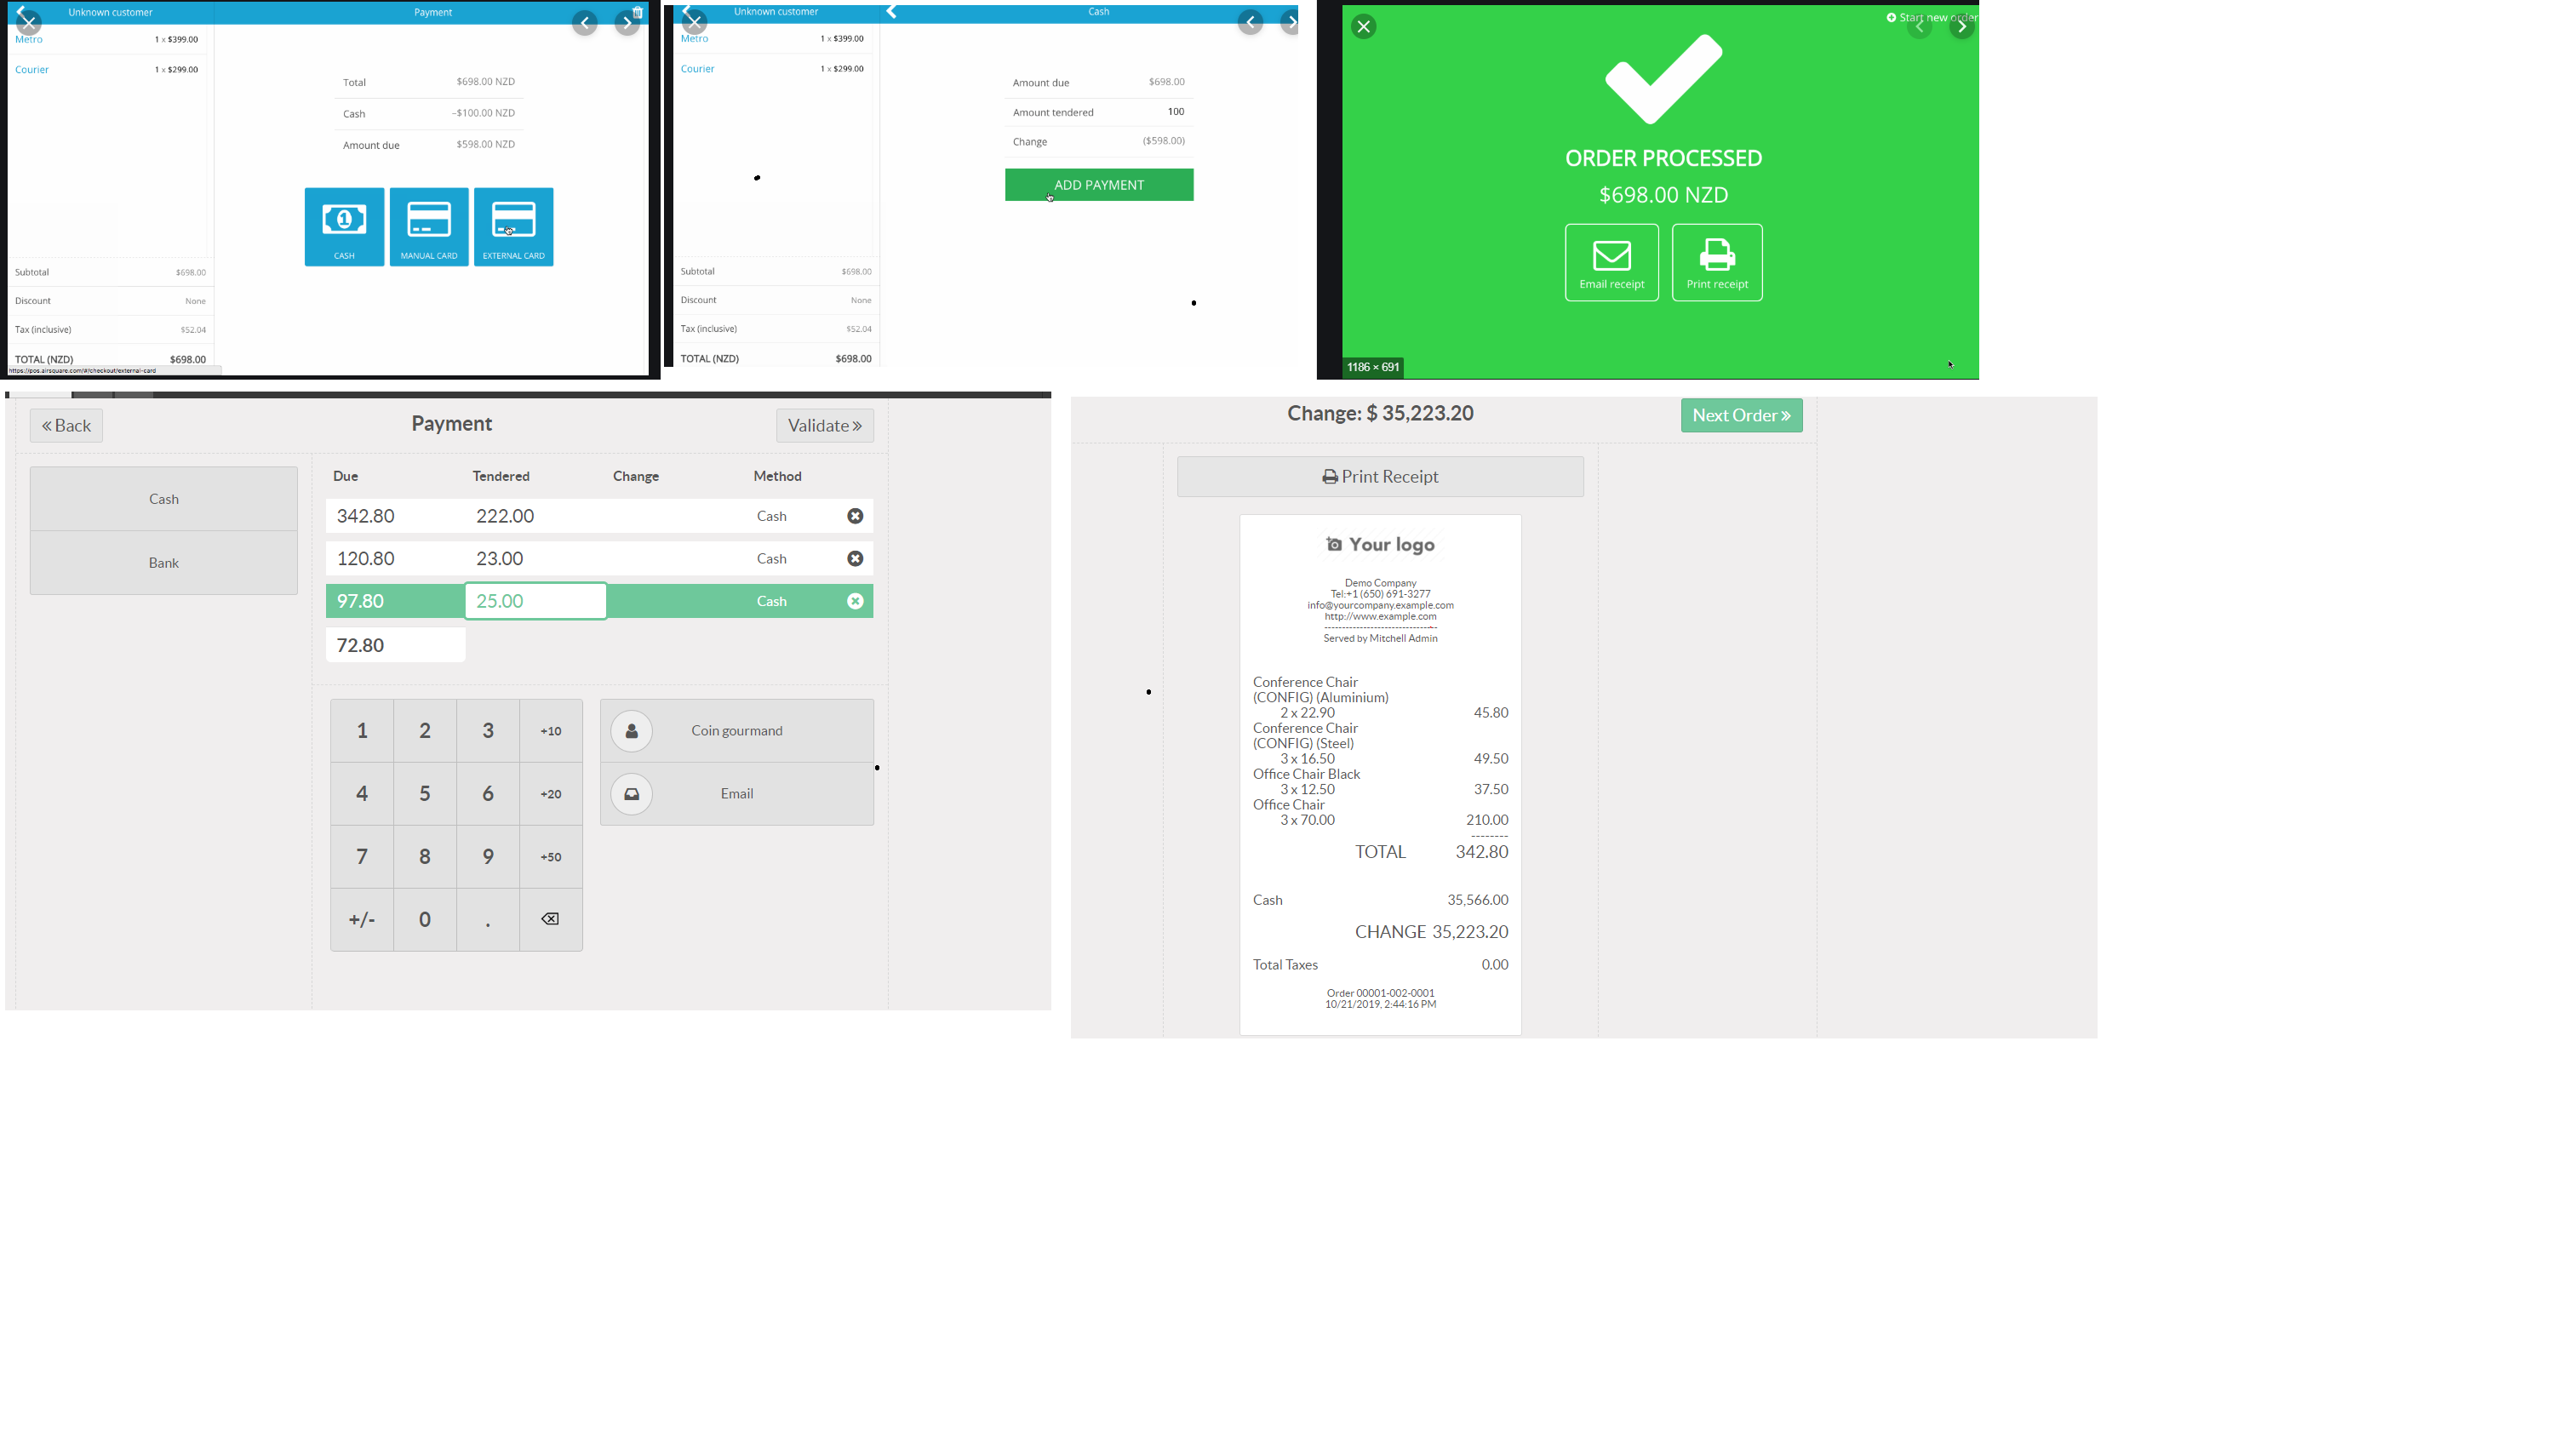 Unknown customer
Payment
Metro 1 x $399.00
Courier 1 x $299.00
Total $698.00 NZD
Cash –$100.00 NZD
Amount due $598.00 NZD
CASH
MANUAL CARD
EXTERNAL CARD
Subtotal $698.00
Discount None
Tax (inclusive) $52.04
TOTAL (NZD) $698.00
https://pos.airsquare.com/#/checkout/external-card
Unknown customer
Cash
Metro 1 x $399.00
Courier 1 x $299.00
Amount due $698.00
Amount tendered 100
Change ($598.00)
ADD PAYMENT
Subtotal $698.00
Discount None
Tax (inclusive) $52.04
TOTAL (NZD) $698.00
Start new order
ORDER PROCESSED
$698.00 NZD
Email receipt
Print receipt
1186 × 691
Back
Payment
Validate
Cash
Bank
Due Tendered Change Method
342.80 222.00 Cash
120.80 23.00 Cash
97.80 25.00 Cash
72.80
1 2 3 +10
4 5 6 +20
7 8 9 +50
+/- 0 .
Coin gourmand
Email
Change: $ 35,223.20
Next Order
Print Receipt
Your logo
Demo Company
Tel:+1 (650) 691-3277
info@yourcompany.example.com
http://www.example.com
--------------------------------
Served by Mitchell Admin
Conference Chair
(CONFIG) (Aluminium)
2 x 22.90 45.80
Conference Chair
(CONFIG) (Steel)
3 x 16.50 49.50
Office Chair Black
3 x 12.50 37.50
Office Chair
3 x 70.00 210.00
--------
TOTAL 342.80
Cash 35,566.00
CHANGE 35,223.20
Total Taxes 0.00
Order 00001-002-0001
10/21/2019, 2:44:16 PM